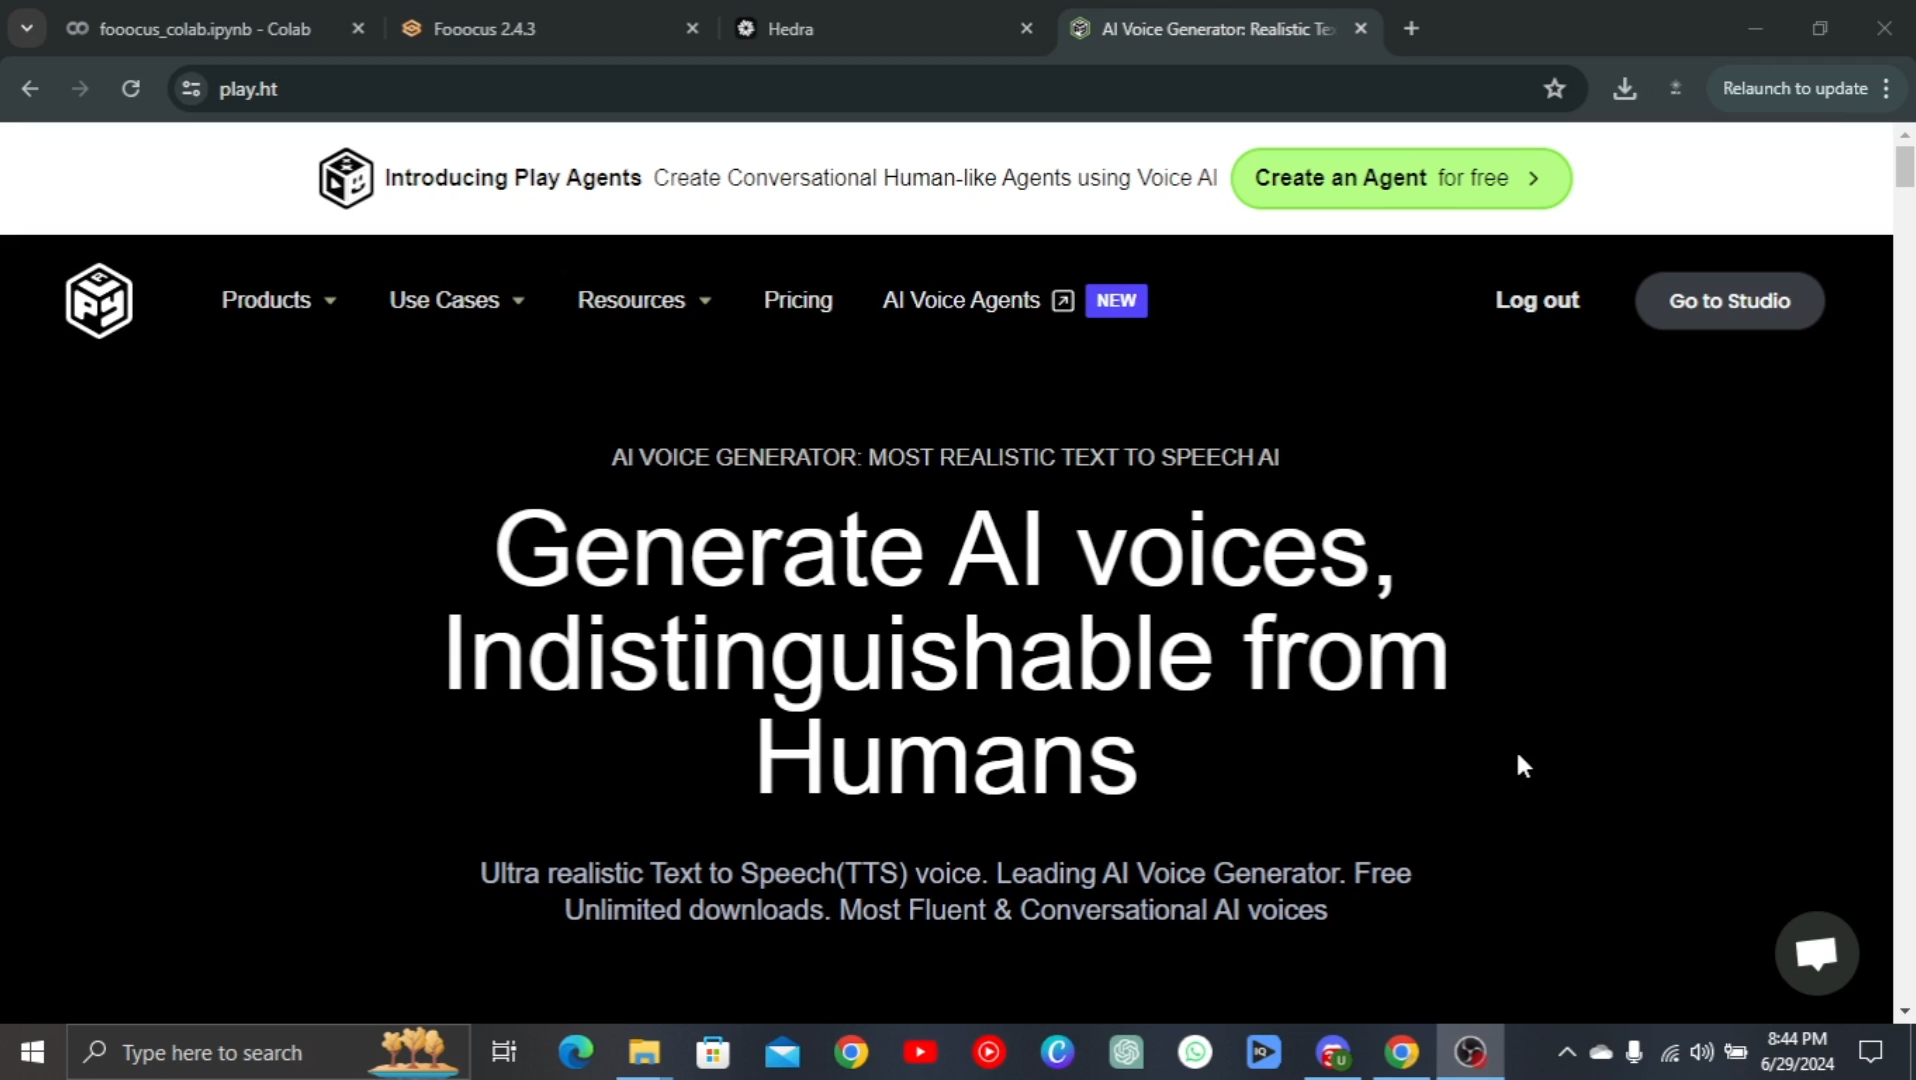 fooocus_colab.ipynb - Colab
Fooocus 2.4.3
Hedra
AI Voice Generator: Realistic Te
play.ht
Relaunch to update
Introducing Play Agents Create Conversational Human-like Agents using Voice AI
Create an Agent for free
Products
Use Cases
Resources
Pricing
AI Voice Agents
NEW
Log out
Go to Studio
AI VOICE GENERATOR: MOST REALISTIC TEXT TO SPEECH AI
Generate AI voices,
Indistinguishable from
Humans
Ultra realistic Text to Speech(TTS) voice. Leading AI Voice Generator. Free
Unlimited downloads. Most Fluent & Conversational AI voices
Type here to search
8:44 PM
6/29/2024